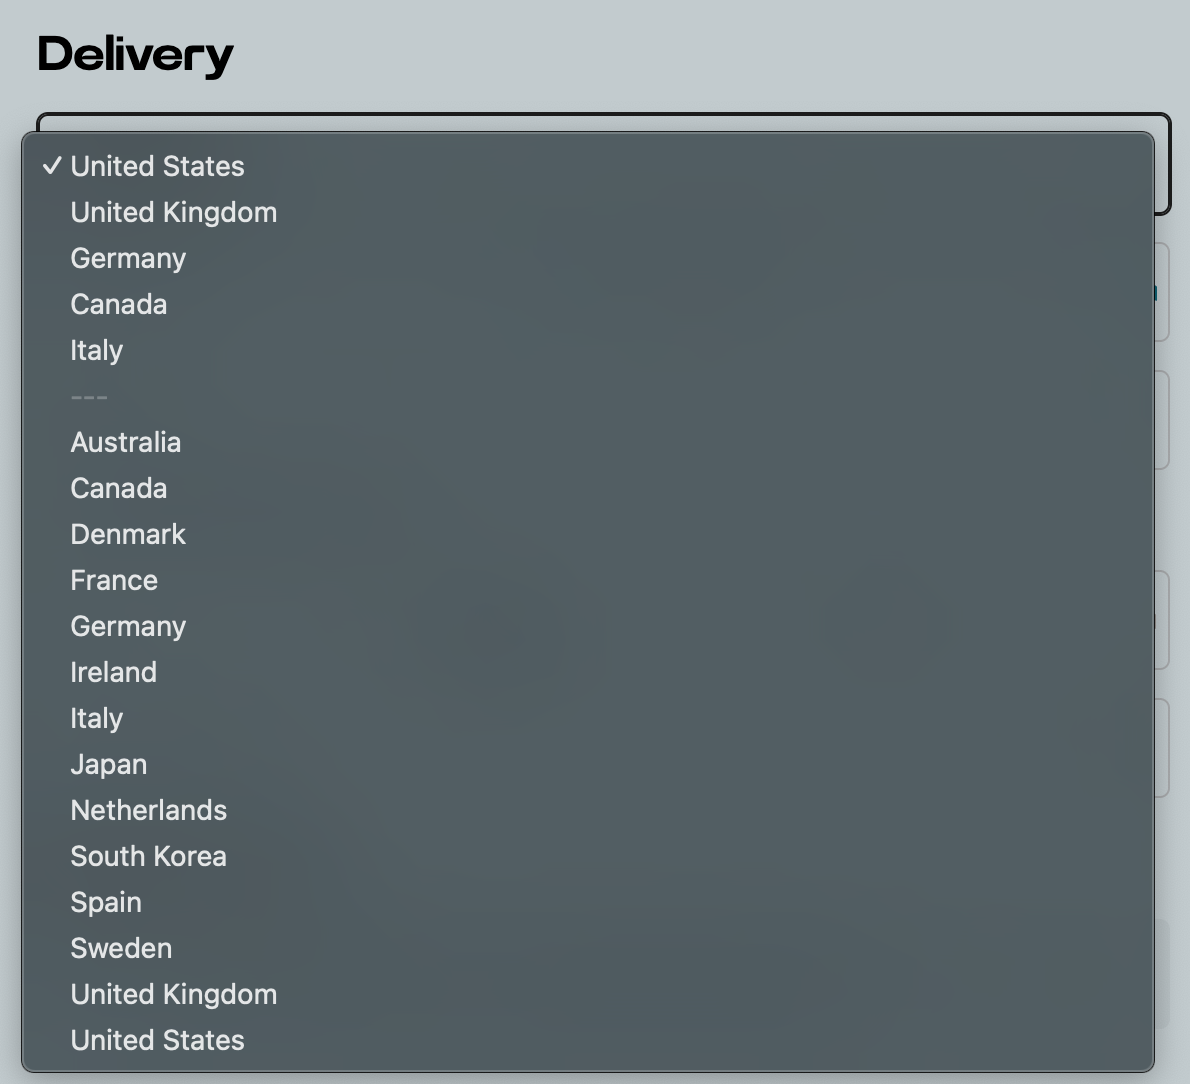 Delivery
✓ United States
United Kingdom
Germany
Canada
Italy
---
Australia
Canada
Denmark
France
Germany
Ireland
Italy
Japan
Netherlands
South Korea
Spain
Sweden
United Kingdom
United States